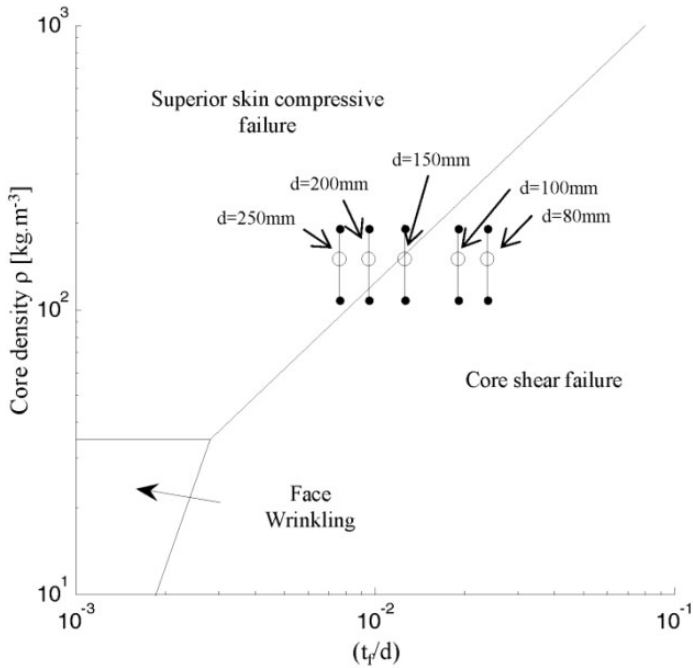 10³
Superior skin compressive
failure
d=150mm
d=200mm
d=100mm
d=250mm
d=80mm
Core density ρ [kg.m⁻³]
10²
Core shear failure
Face
Wrinkling
10¹
10⁻³
10⁻²
10⁻¹
(t_f/d)